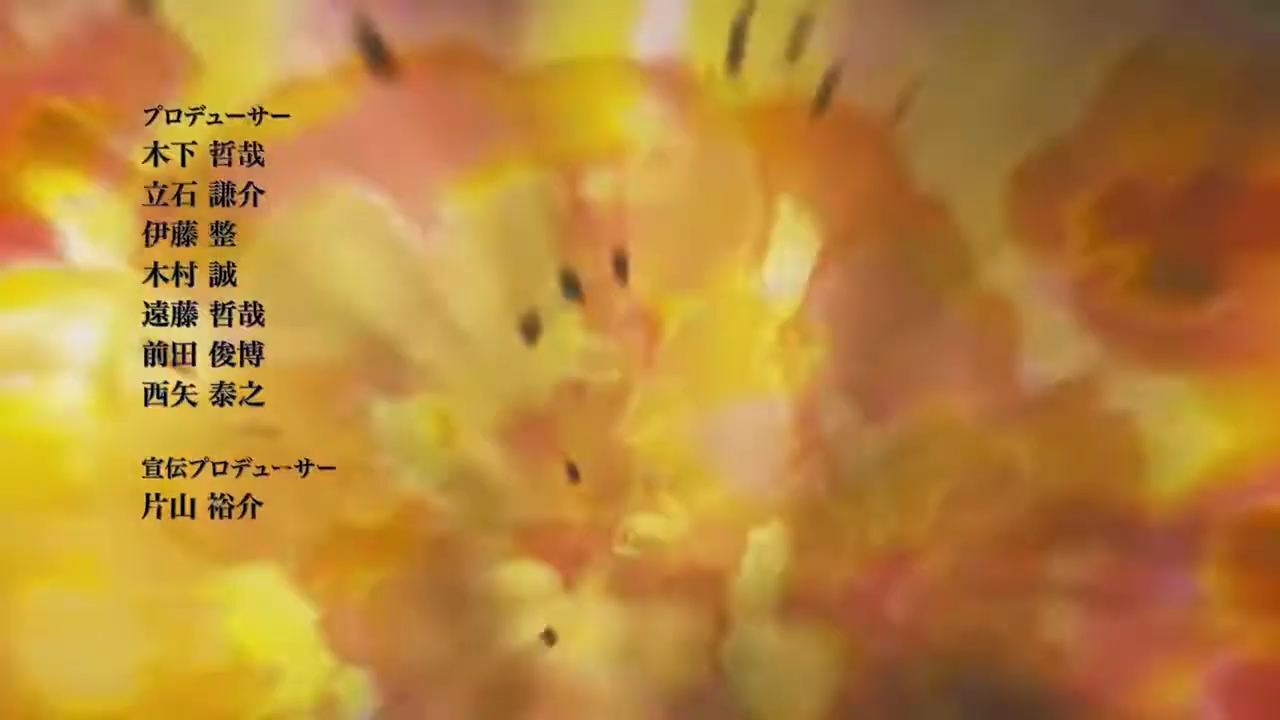 プロデューサー
木下 哲哉
立石 謙介
伊藤 整
木村 誠
遠藤 哲哉
前田 俊博
西矢 泰之
宣伝プロデューサー
片山 裕介